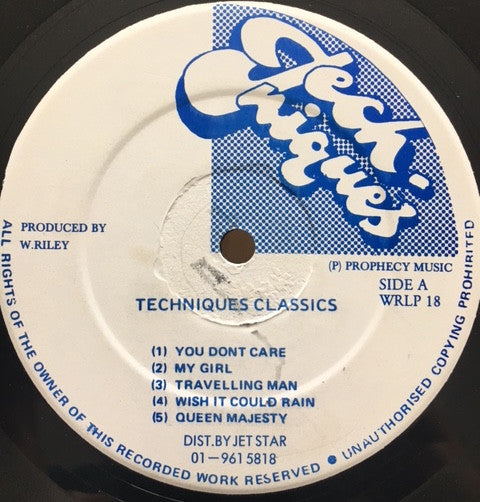 Tech·
niques
PRODUCED BY
W.RILEY
(P) PROPHECY MUSIC
SIDE A
WRLP 18
TECHNIQUES CLASSICS
(1) YOU DONT CARE
(2) MY GIRL
(3) TRAVELLING MAN
(4) WISH IT COULD RAIN
(5) QUEEN MAJESTY
DIST.BY JET STAR
01-961 5818
ALL RIGHTS OF THE OWNER OF THIS RECORDED WORK RESERVED ● UNAUTHORISED COPYING PROHIBITED